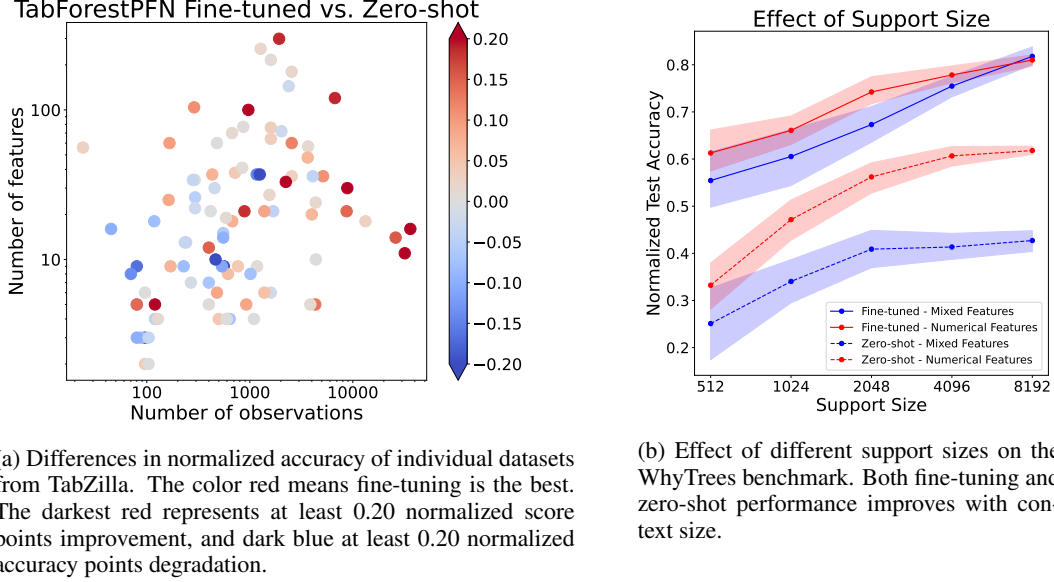 TabForestPFN Fine-tuned vs. Zero-shot
Number of features
100
10
100
1000
10000
Number of observations
0.20
0.15
0.10
0.05
0.00
−0.05
−0.10
−0.15
−0.20
(a) Differences in normalized accuracy of individual datasets
from TabZilla. The color red means fine-tuning is the best.
The darkest red represents at least 0.20 normalized score
points improvement, and dark blue at least 0.20 normalized
accuracy points degradation.
Effect of Support Size
Normalized Test Accuracy
0.8
0.7
0.6
0.5
0.4
0.3
0.2
Fine-tuned - Mixed Features
Fine-tuned - Numerical Features
Zero-shot - Mixed Features
Zero-shot - Numerical Features
512
1024
2048
4096
8192
Support Size
(b) Effect of different support sizes on the
WhyTrees benchmark. Both fine-tuning and
zero-shot performance improves with con-
text size.